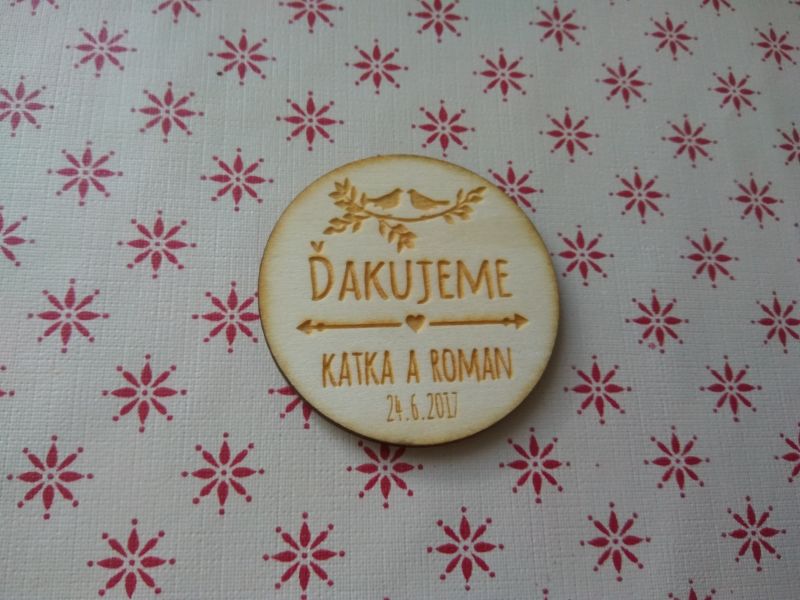 ĎAKUJEME
KATKA A ROMAN
24.6.2017